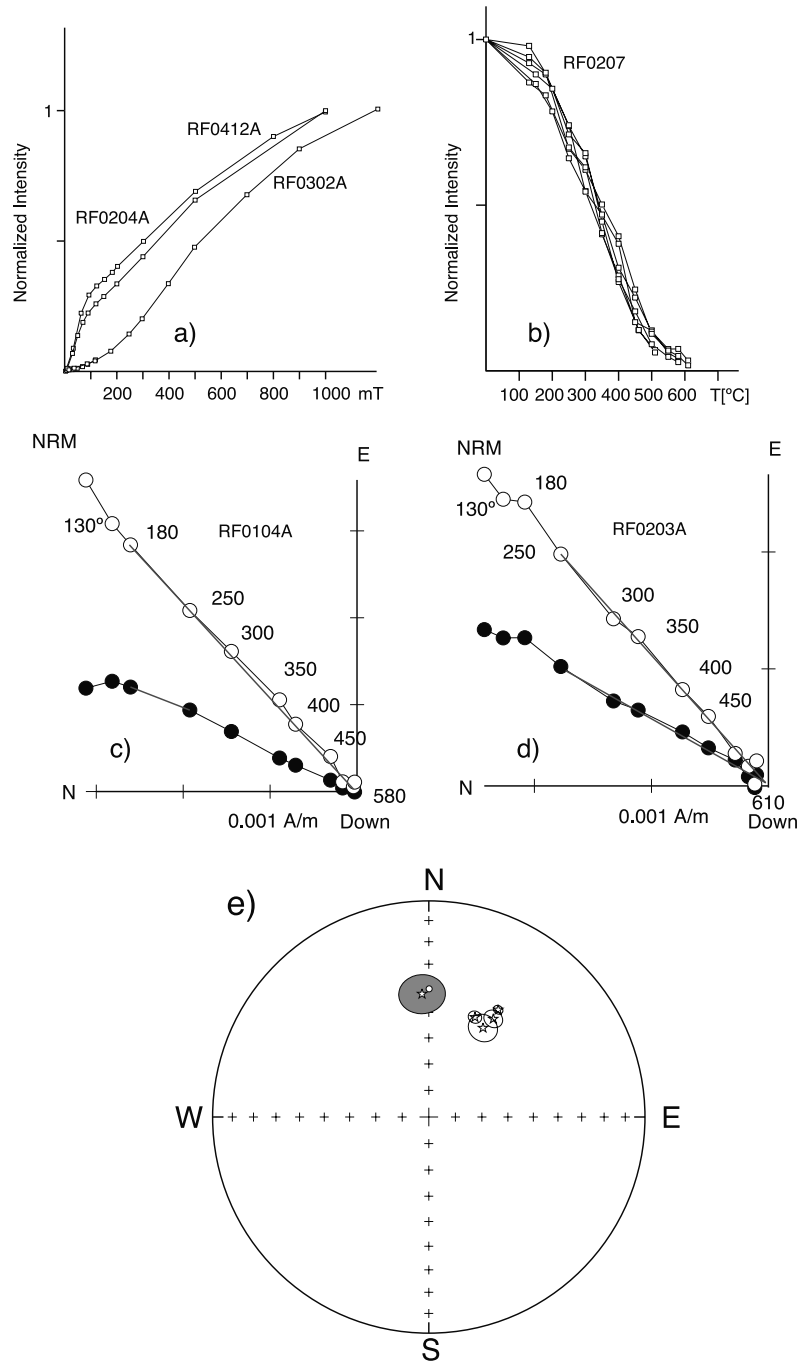 1
Normalized Intensity
RF0412A
RF0204A
RF0302A
a)
200 400 600 800 1000 mT
1
Normalized Intensity
RF0207
b)
100 200 300 400 500 600 T[ºC]
NRM
E
130º
180
RF0104A
250
300
350
400
450
c)
N
580
0.001 A/m
Down
NRM
E
180
130º
RF0203A
250
300
350
400
450
d)
N
610
0.001 A/m
Down
e)
N
W
E
S